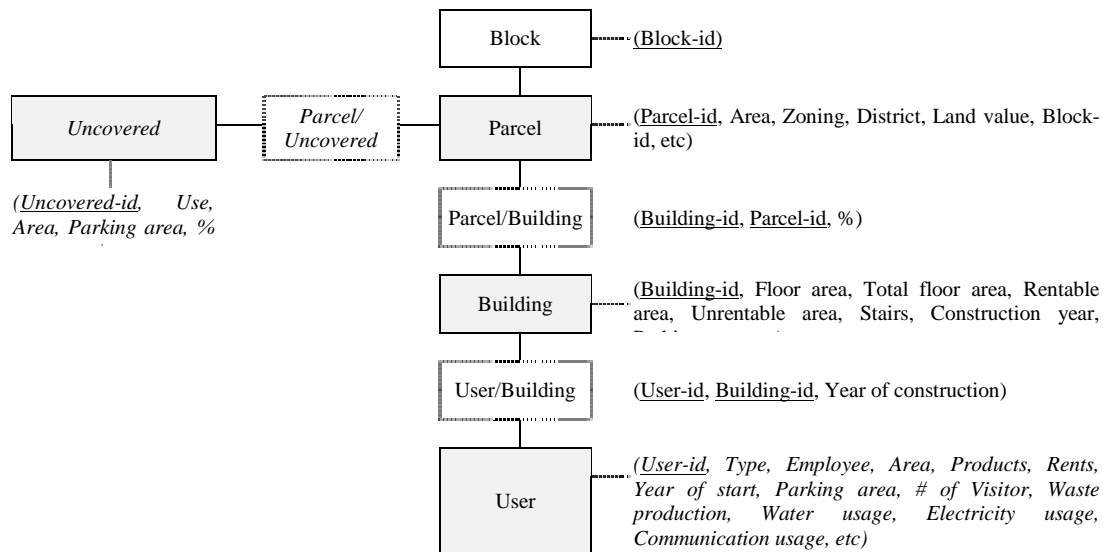 Block
(Block-id)
Uncovered
Parcel/
Uncovered
Parcel
(Parcel-id, Area, Zoning, District, Land value, Block-
id, etc)
(Uncovered-id, Use,
Area, Parking area, %
Parcel/Building
(Building-id, Parcel-id, %)
Building
(Building-id, Floor area, Total floor area, Rentable
area, Unrentable area, Stairs, Construction year,
User/Building
(User-id, Building-id, Year of construction)
User
(User-id, Type, Employee, Area, Products, Rents,
Year of start, Parking area, # of Visitor, Waste
production, Water usage, Electricity usage,
Communication usage, etc)